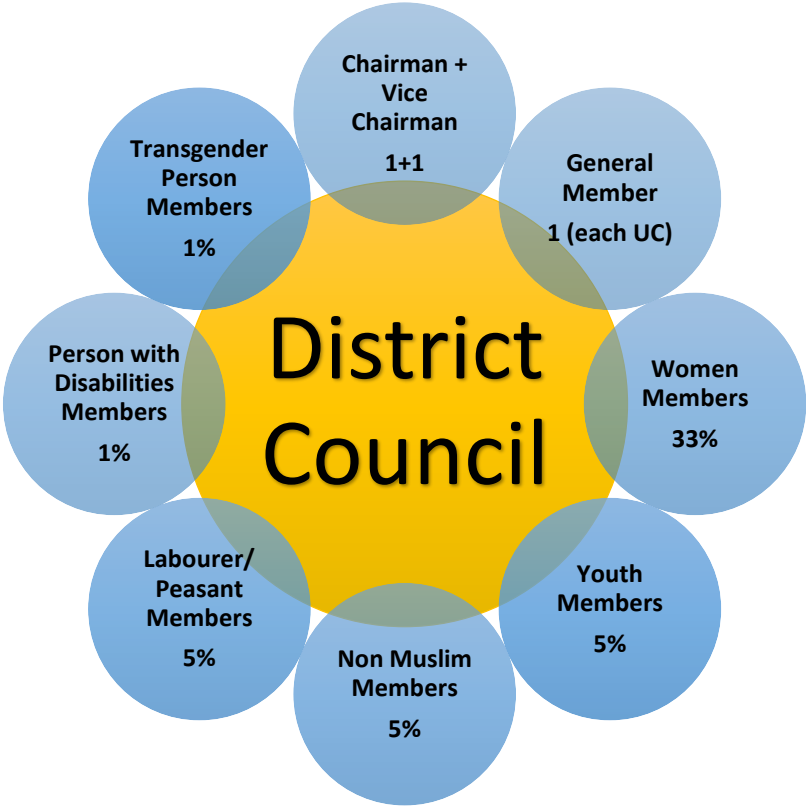 Chairman +
Vice
Chairman
1+1
General
Member
1 (each UC)
Women
Members
33%
Youth
Members
5%
Non Muslim
Members
5%
Labourer/
Peasant
Members
5%
Person with
Disabilities
Members
1%
Transgender
Person
Members
1%
District
Council